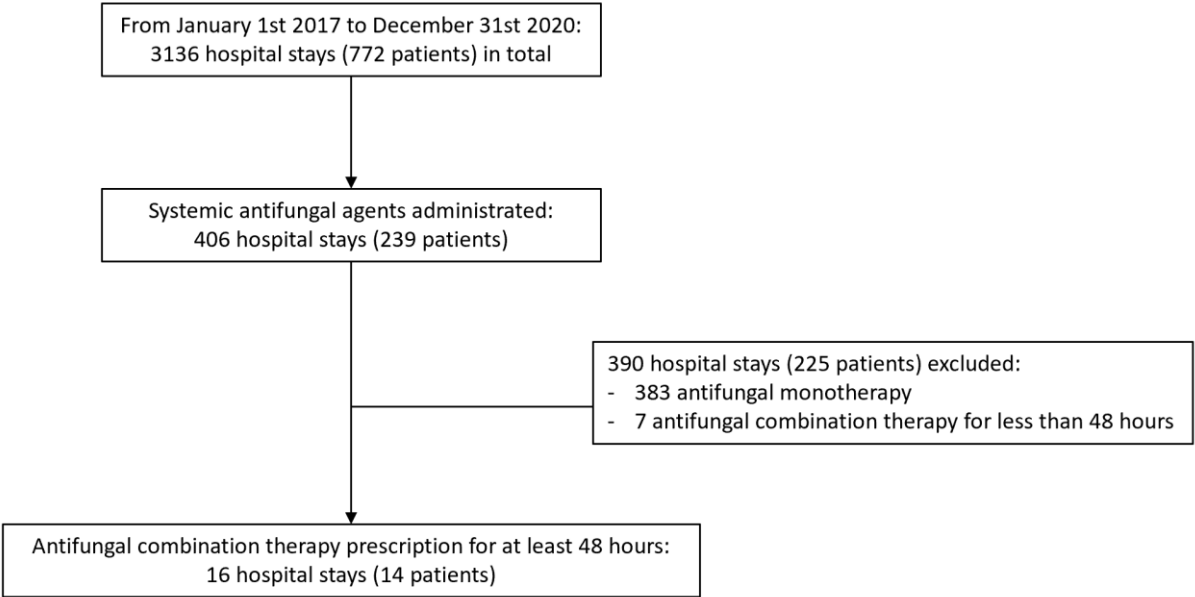 From January 1st 2017 to December 31st 2020:
3136 hospital stays (772 patients) in total
Systemic antifungal agents administrated:
406 hospital stays (239 patients)
390 hospital stays (225 patients) excluded:
- 383 antifungal monotherapy
- 7 antifungal combination therapy for less than 48 hours
Antifungal combination therapy prescription for at least 48 hours:
16 hospital stays (14 patients)